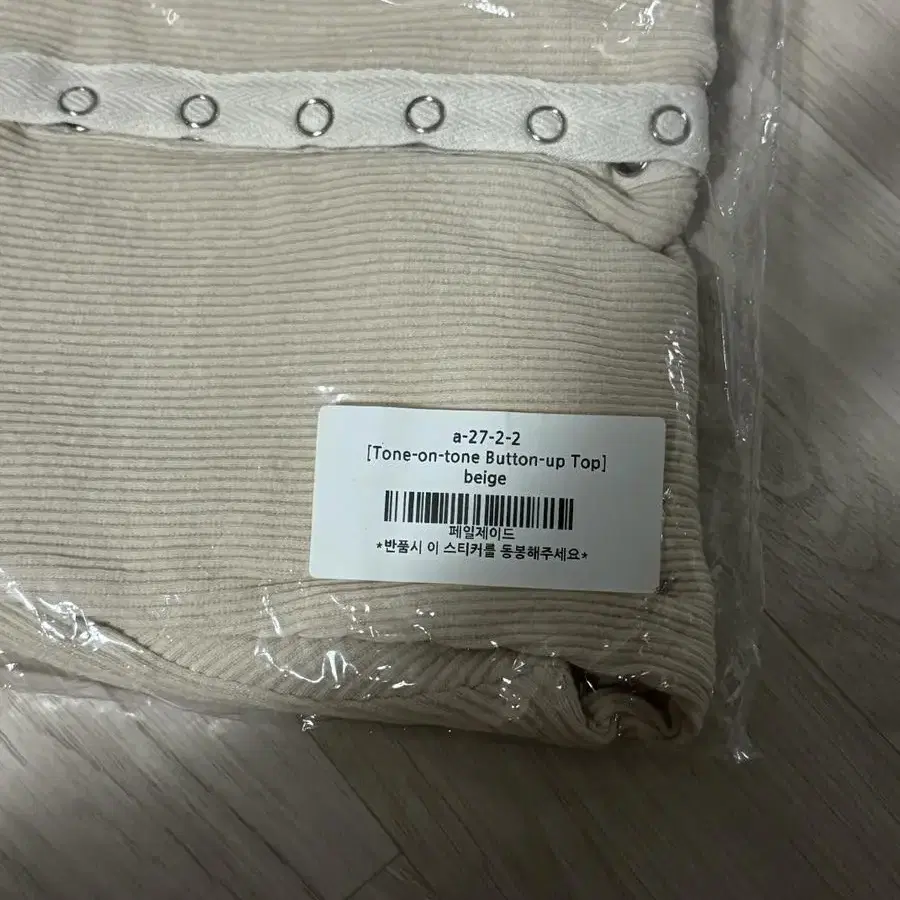 a-27-2-2
[Tone-on-tone Button-up Top]
beige
페일제이드
*반품시 이 스티커를 동봉해주세요*